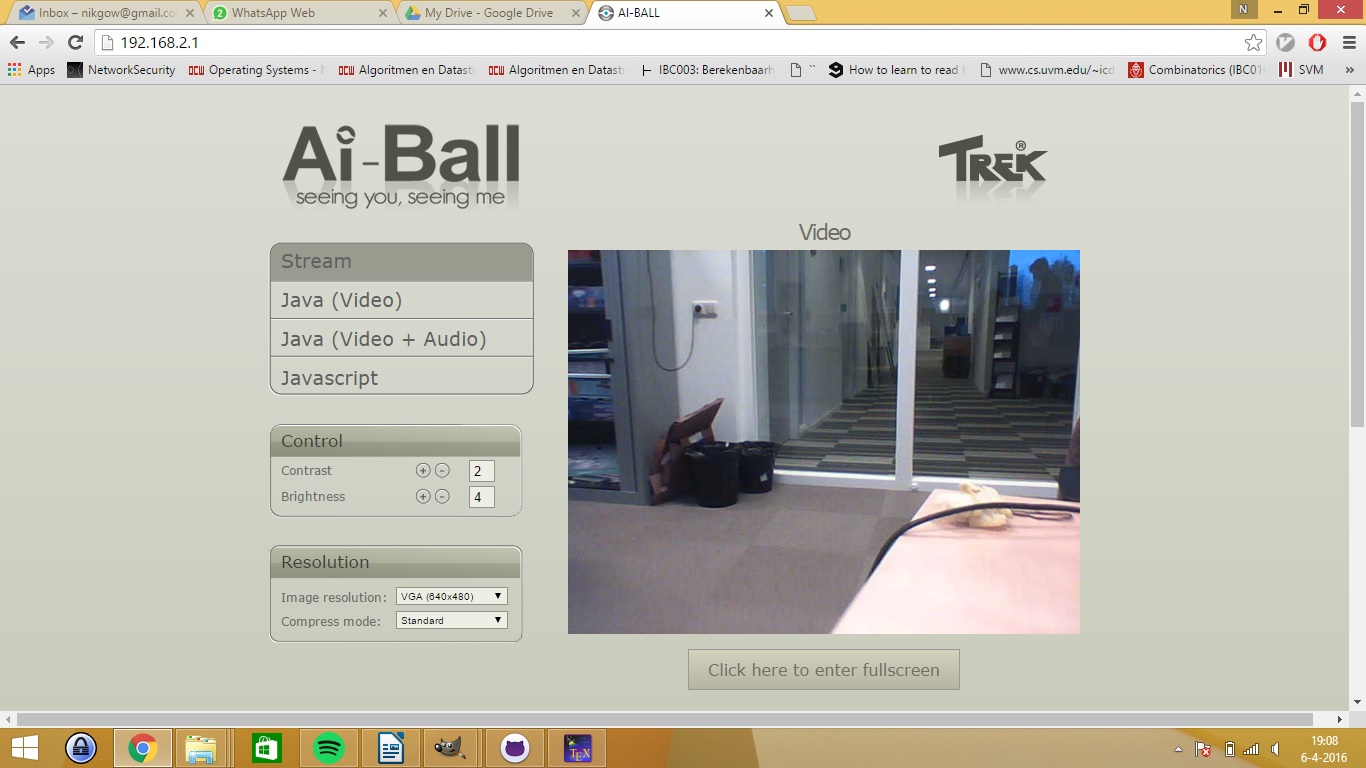 Inbox – nikgow@gmail.co
WhatsApp Web
My Drive - Google Drive
AI-BALL
N
192.168.2.1
Apps
NetworkSecurity
OCW Operating Systems -
OCW Algoritmen en Datast
OCW Algoritmen en Datast
IBC003: Berekenbaarh
How to learn to read
www.cs.uvm.edu/~icd
Combinatorics (IBC01
SVM
»
Ai-Ball
seeing you, seeing me
TREK®
Video
Stream
Java (Video)
Java (Video + Audio)
Javascript
Control
Contrast + - 2
Brightness + - 4
Resolution
Image resolution: VGA (640x480)
Compress mode: Standard
Click here to enter fullscreen
TEX
19:08
6-4-2016